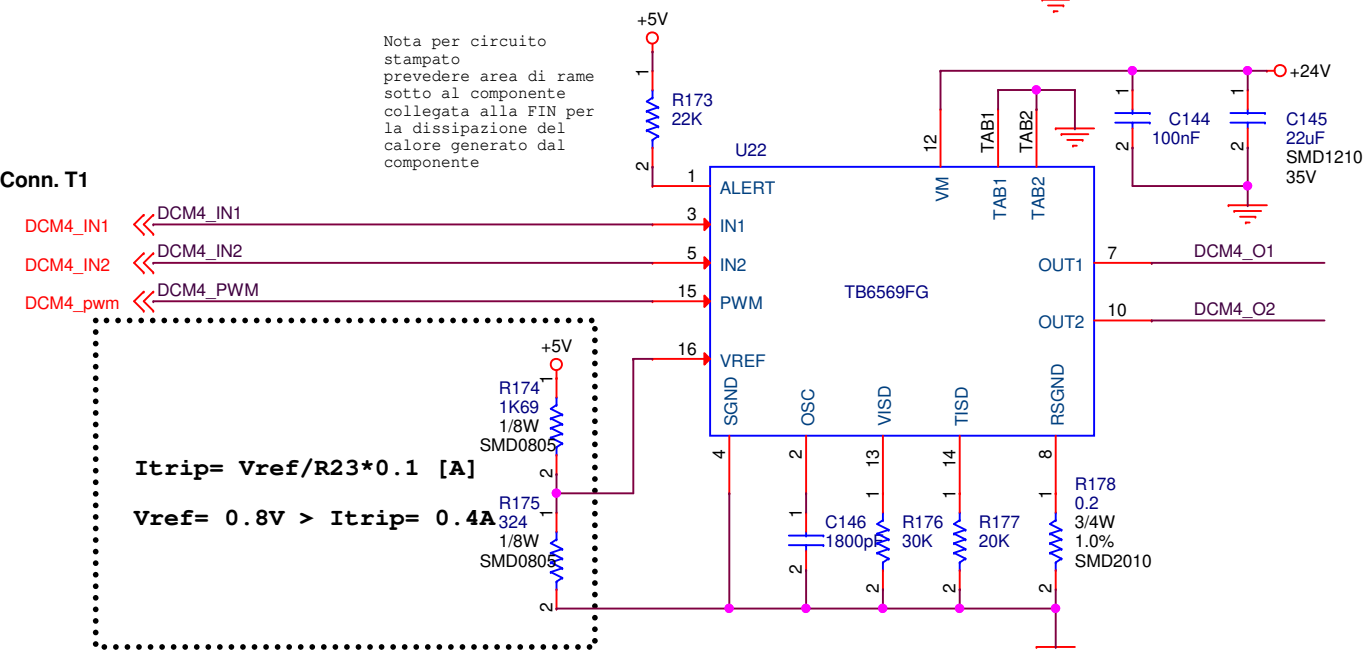 +5V
Nota per circuito
stampato
prevedere area di rame
sotto al componente
collegata alla FIN per
la dissipazione del
calore generato dal
componente
1
R173
22K
2
+24V
1
C144
100nF
2
1
C145
22uF
SMD1210
35V
2
12
TAB1
TAB2
U22
Conn. T1
1
ALERT
VM
TAB1
TAB2
DCM4_IN1
DCM4_IN1
3
IN1
DCM4_IN2
DCM4_IN2
5
IN2
OUT1
7
DCM4_O1
DCM4_pwm
DCM4_PWM
15
PWM
TB6569FG
OUT2
10
DCM4_O2
+5V
16
VREF
1
R174
1K69
1/8W
SMD0805
2
SGND
OSC
VISD
TISD
RSGND
4
2
13
14
8
Itrip= Vref/R23*0.1 [A]
Vref= 0.8V > Itrip= 0.4A
1
R175
324
1/8W
SMD0805
2
1
C146
1800pF
2
1
R176
30K
2
1
R177
20K
2
1
R178
0.2
3/4W
1.0%
SMD2010
2